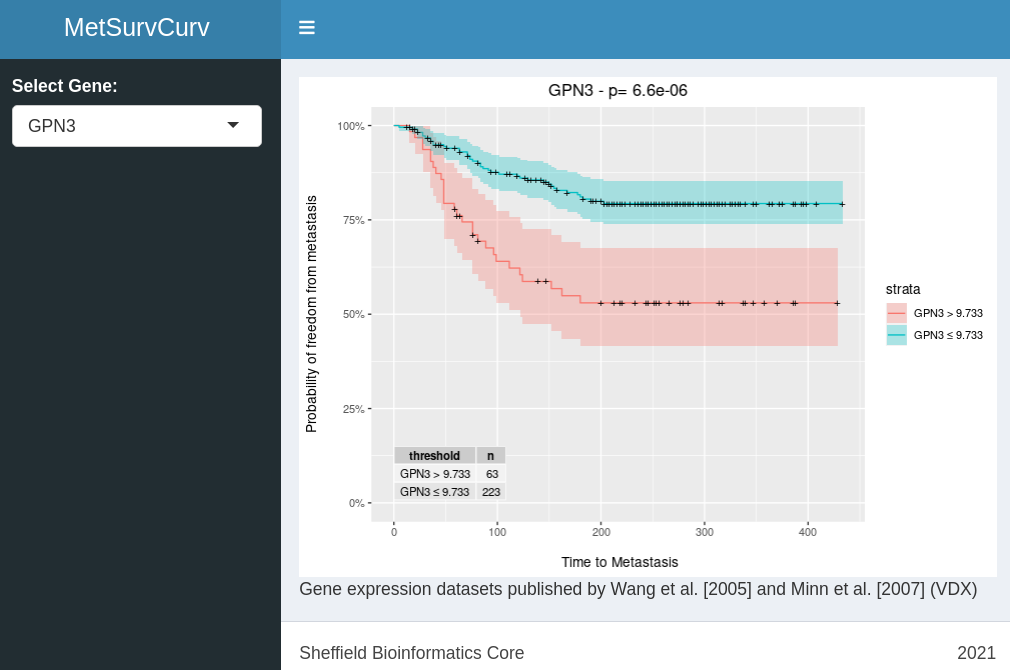 MetSurvCurv
Select Gene:
GPN3
GPN3 - p= 6.6e-06
Probability of freedom from metastasis
100%
75%
50%
25%
0%
threshold n
GPN3 > 9.733 63
GPN3 ≤ 9.733 223
0 100 200 300 400
Time to Metastasis
strata
GPN3 > 9.733
GPN3 ≤ 9.733
Gene expression datasets published by Wang et al. [2005] and Minn et al. [2007] (VDX)
Sheffield Bioinformatics Core 2021